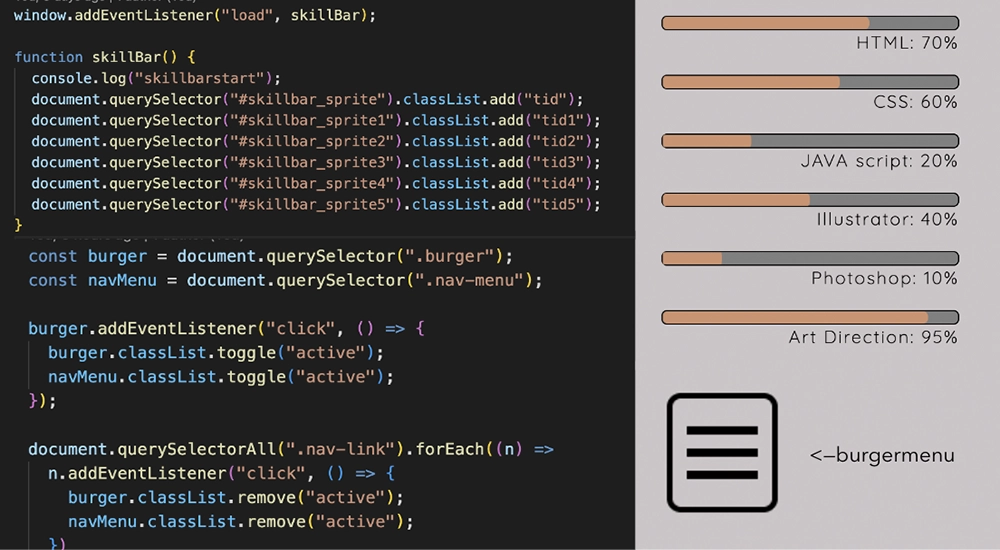 window.addEventListener("load", skillBar);
function skillBar() {
console.log("skillbarstart");
document.querySelector("#skillbar_sprite").classList.add("tid");
document.querySelector("#skillbar_sprite1").classList.add("tid1");
document.querySelector("#skillbar_sprite2").classList.add("tid2");
document.querySelector("#skillbar_sprite3").classList.add("tid3");
document.querySelector("#skillbar_sprite4").classList.add("tid4");
document.querySelector("#skillbar_sprite5").classList.add("tid5");
}
const burger = document.querySelector(".burger");
const navMenu = document.querySelector(".nav-menu");
burger.addEventListener("click", () => {
burger.classList.toggle("active");
navMenu.classList.toggle("active");
});
document.querySelectorAll(".nav-link").forEach((n) =>
n.addEventListener("click", () => {
burger.classList.remove("active");
navMenu.classList.remove("active");
})
HTML: 70%
CSS: 60%
JAVA script: 20%
Illustrator: 40%
Photoshop: 10%
Art Direction: 95%
<–burgermenu